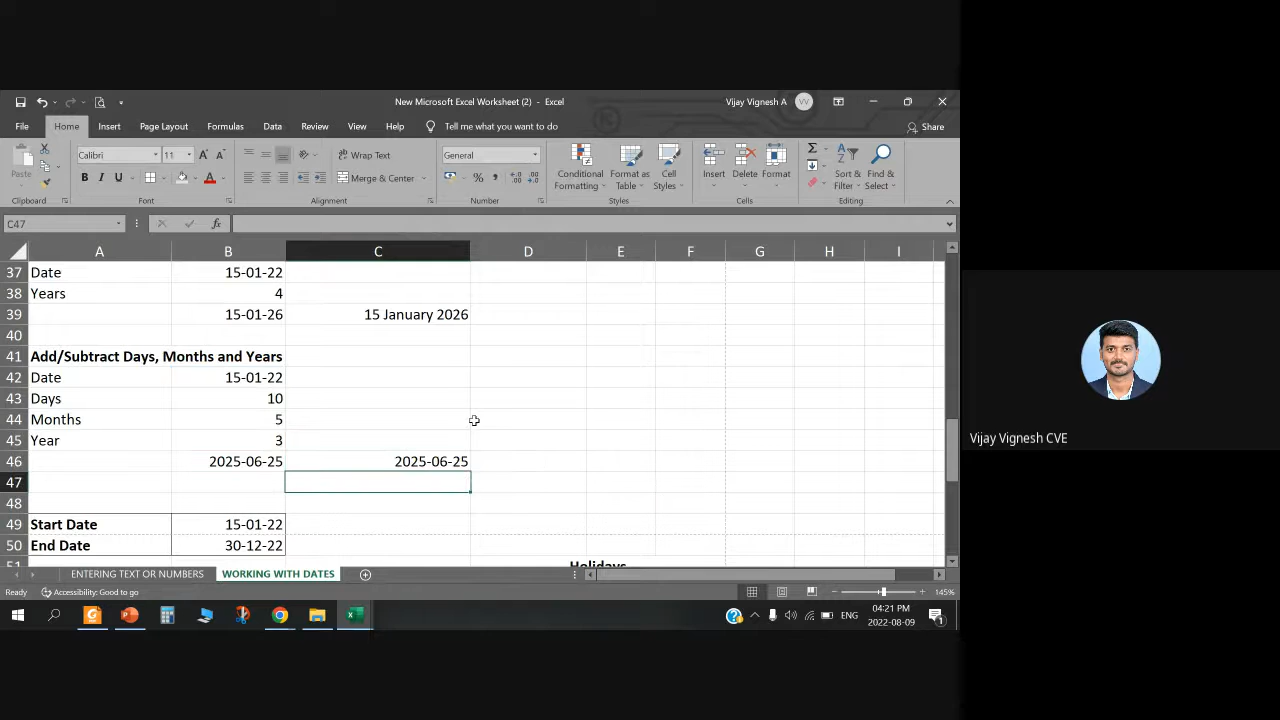 New Microsoft Excel Worksheet (2) - Excel
Vijay Vignesh A
VV
File Home Insert Page Layout Formulas Data Review View Help Tell me what you want to do Share
Paste
Calibri 11
Wrap Text
General
Merge & Center
B I U
Conditional Formatting
Format as Table
Cell Styles
Insert Delete Format
Sort & Filter
Find & Select
Clipboard Font Alignment Number Styles Cells Editing
C47
fx
A B C D E F G H I
37 Date 15-01-22
38 Years 4
39 15-01-26 15 January 2026
40
41 Add/Subtract Days, Months and Years
42 Date 15-01-22
43 Days 10
44 Months 5
45 Year 3
46 2025-06-25 2025-06-25
47
48
49 Start Date 15-01-22
50 End Date 30-12-22
51 Holidays
ENTERING TEXT OR NUMBERS WORKING WITH DATES
Ready Accessibility: Good to go 145%
ENG
04:21 PM
2022-08-09
1
Vijay Vignesh CVE